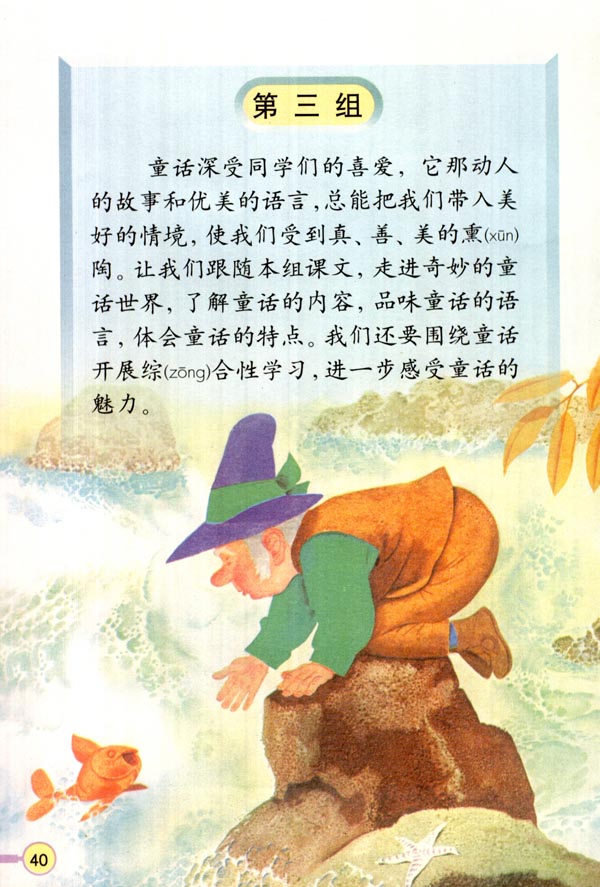 第三组
童话深受同学们的喜爱，它那动人
的故事和优美的语言，总能把我们带入美
好的情境，使我们受到真、善、美的熏(xūn)
陶。让我们跟随本组课文，走进奇妙的童
话世界，了解童话的内容，品味童话的语
言，体会童话的特点。我们还要围绕童话
开展综(zōng)合性学习，进一步感受童话的
魅力。
40